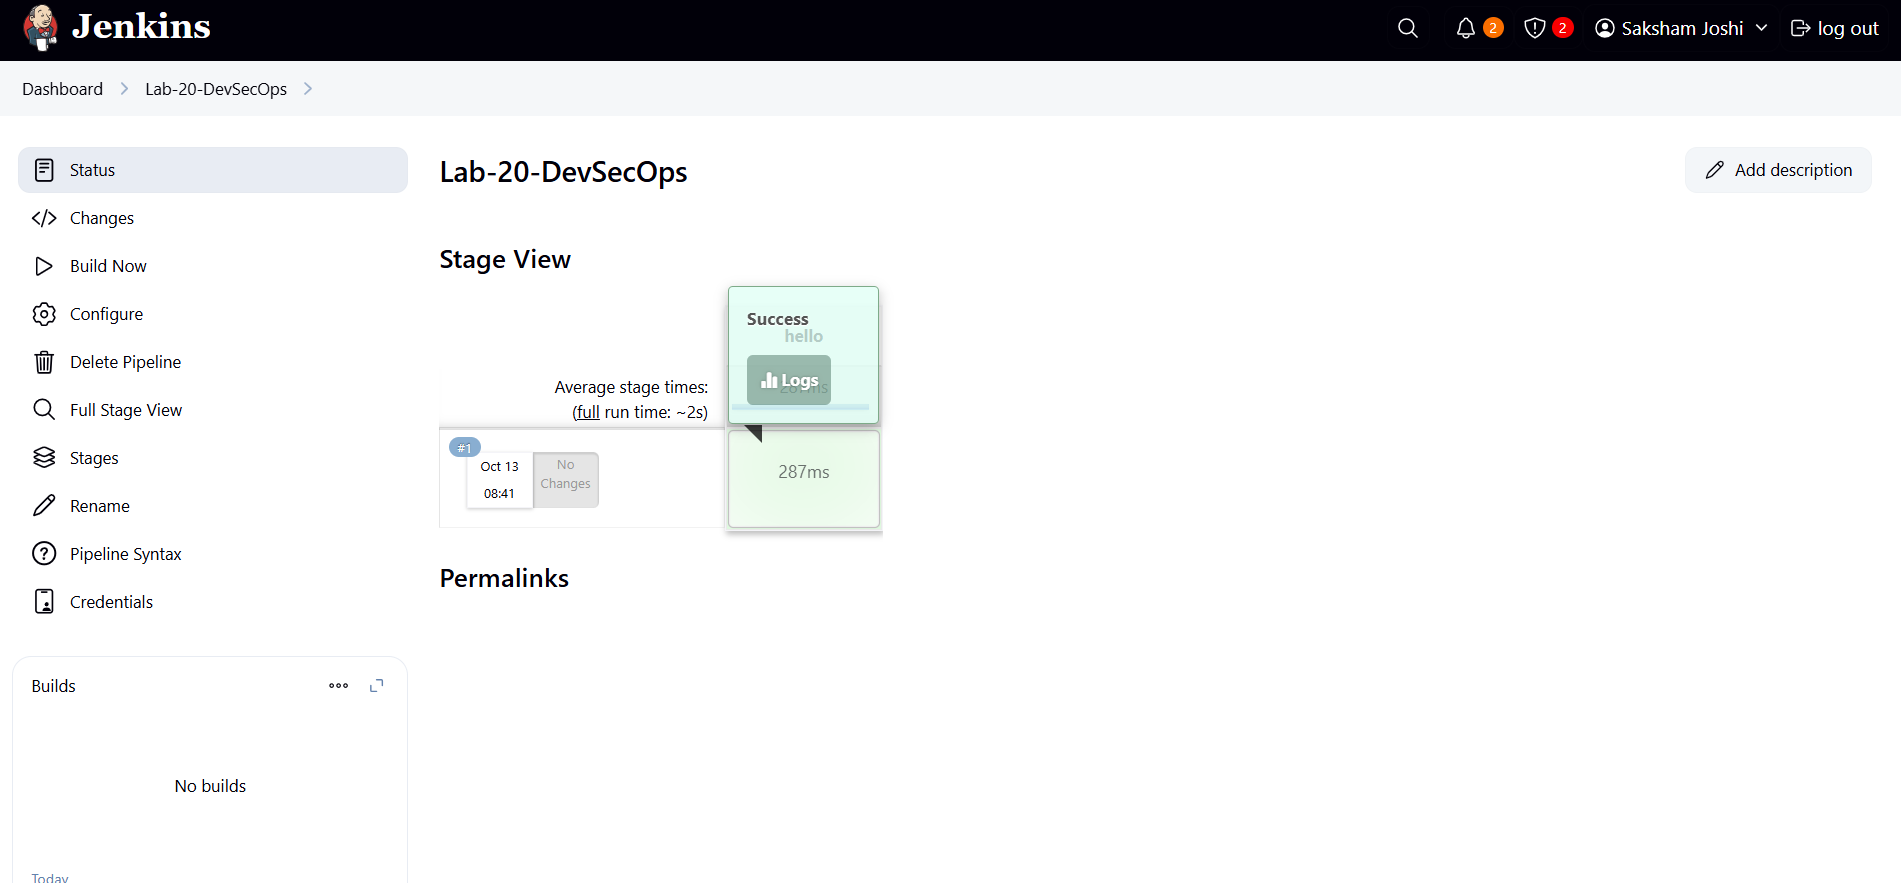 Jenkins
2
2
Saksham Joshi
log out
Dashboard
Lab-20-DevSecOps
Status
Changes
Build Now
Configure
Delete Pipeline
Full Stage View
Stages
Rename
Pipeline Syntax
Credentials
Builds
No builds
Today
Lab-20-DevSecOps
Add description
Stage View
Success
hello
Logs
Average stage times:
(full run time: ~2s)
#1
Oct 13
08:41
No
Changes
287ms
Permalinks